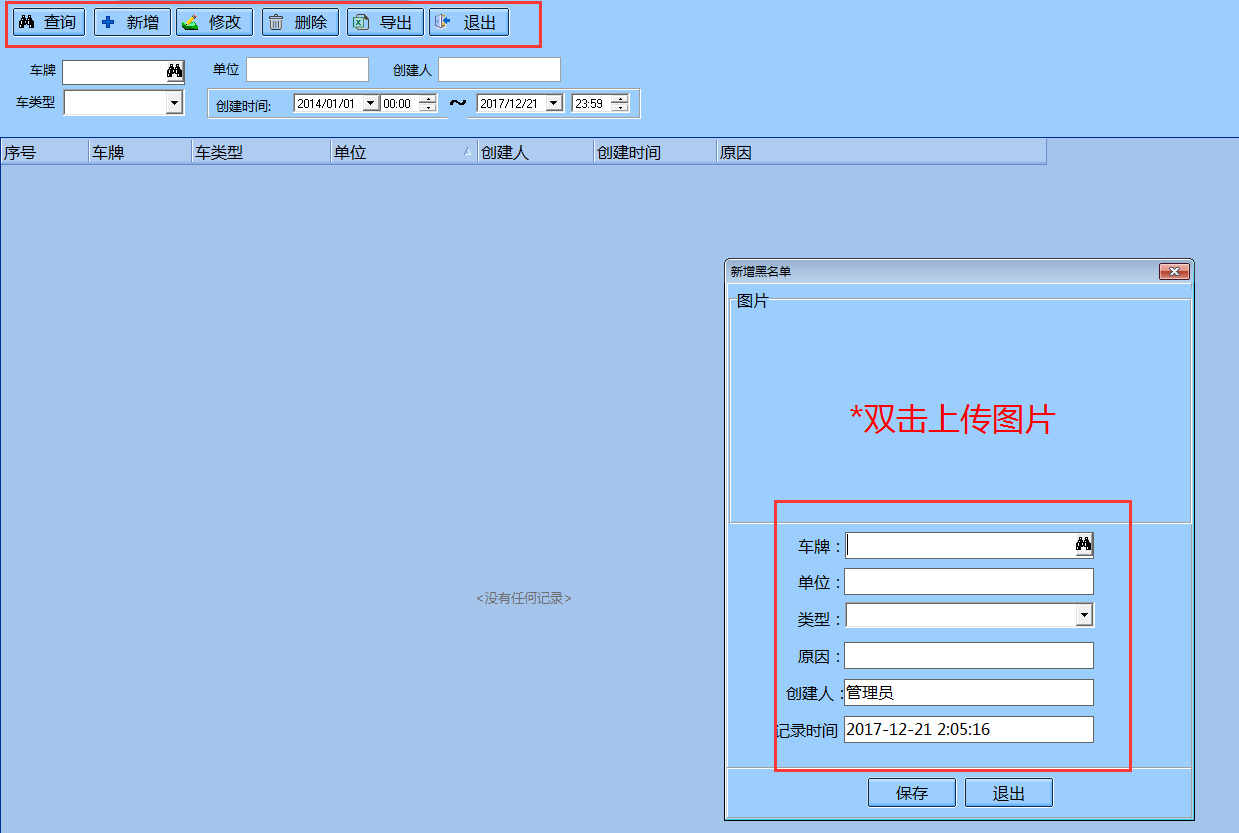 查询 新增 修改 删除 导出 退出
车牌 单位 创建人
车类型 创建时间: 2014/01/01 00:00 ~ 2017/12/21 23:59
序号 车牌 车类型 单位 创建人 创建时间 原因
新增黑名单
图片
*双击上传图片
车牌：
<没有任何记录>
单位：
类型：
原因：
创建人：管理员
记录时间 2017-12-21 2:05:16
保存 退出